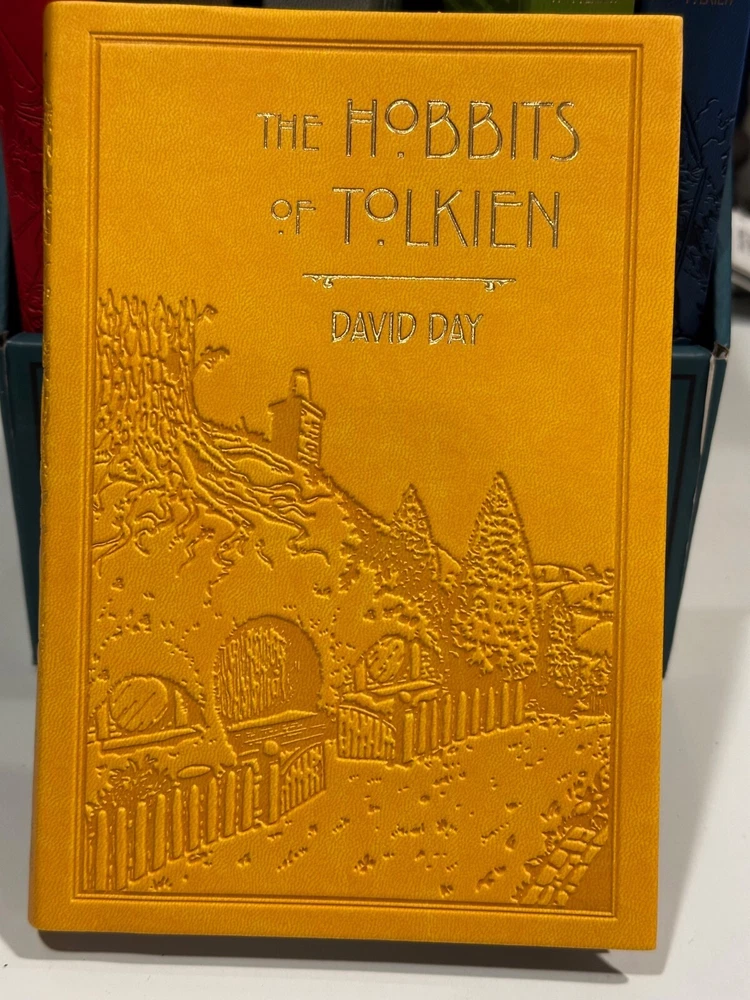 THE HOBBITS
OF TOLKIEN
DAVID DAY